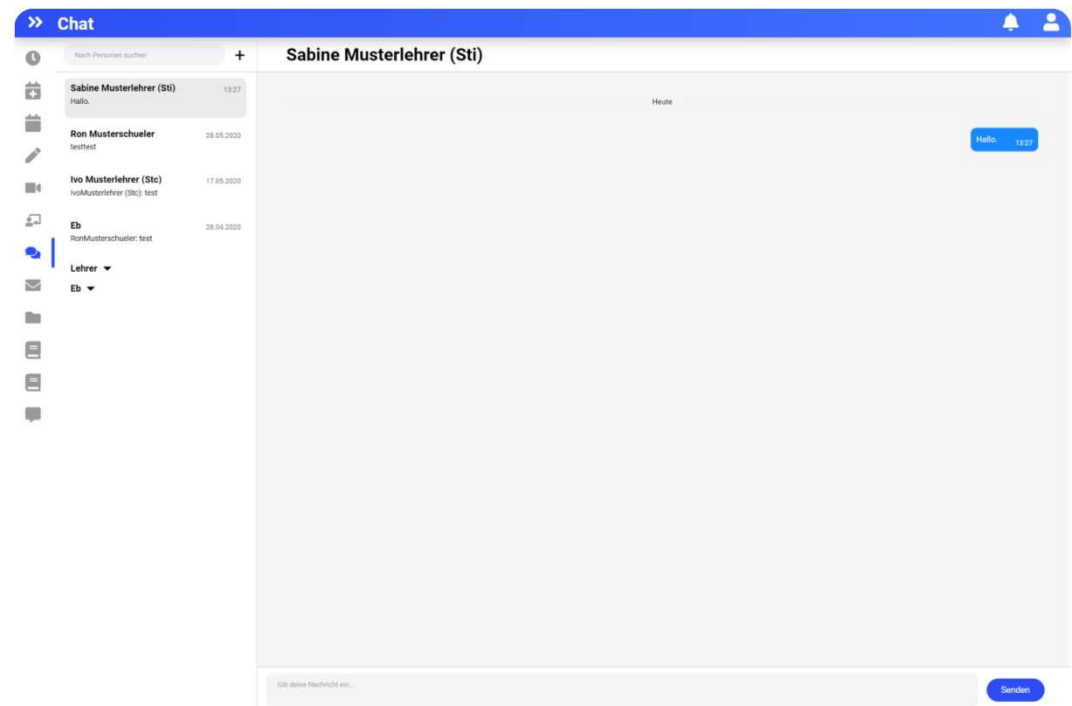 Chat
Nach Personen suchen
Sabine Musterlehrer (Sti)
13:27
Hallo.
Ron Musterschueler
28.05.2020
testtest
Ivo Musterlehrer (Stc)
17.05.2020
IvoMusterlehrer (Stc): test
Eb
28.04.2020
RonMusterschueler: test
Lehrer
Eb
Sabine Musterlehrer (Sti)
Heute
Hallo. 13:27
Gib deine Nachricht ein...
Senden